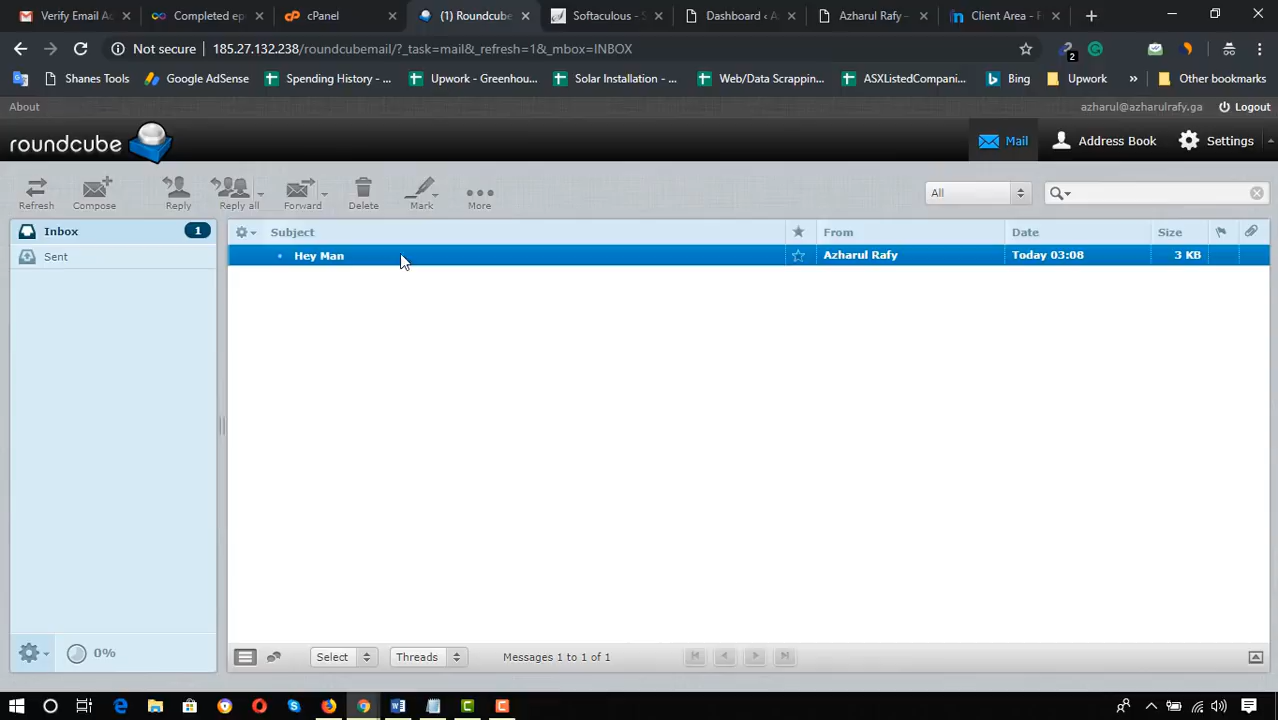 Verify Email Ad
Completed ep
cPanel
(1) Roundcube
Softaculous - S
Dashboard ‹ A
Azharul Rafy –
Client Area - F
Not secure 185.27.132.238/roundcubemail/?_task=mail&_refresh=1&_mbox=INBOX
2
Shanes Tools
Google AdSense
Spending History - ...
Upwork - Greenhou...
Solar Installation - ...
Web/Data Scrappin...
ASXListedCompani...
Bing
Upwork
»
Other bookmarks
About
azharul@azharulrafy.ga
Logout
roundcube
Mail
Address Book
Settings
Refresh
Compose
Reply
Reply all
Forward
Delete
Mark
More
All
Inbox 1
Sent
Subject From Date Size
Hey Man Azharul Rafy Today 03:08 3 KB
0%
Select
Threads
Messages 1 to 1 of 1